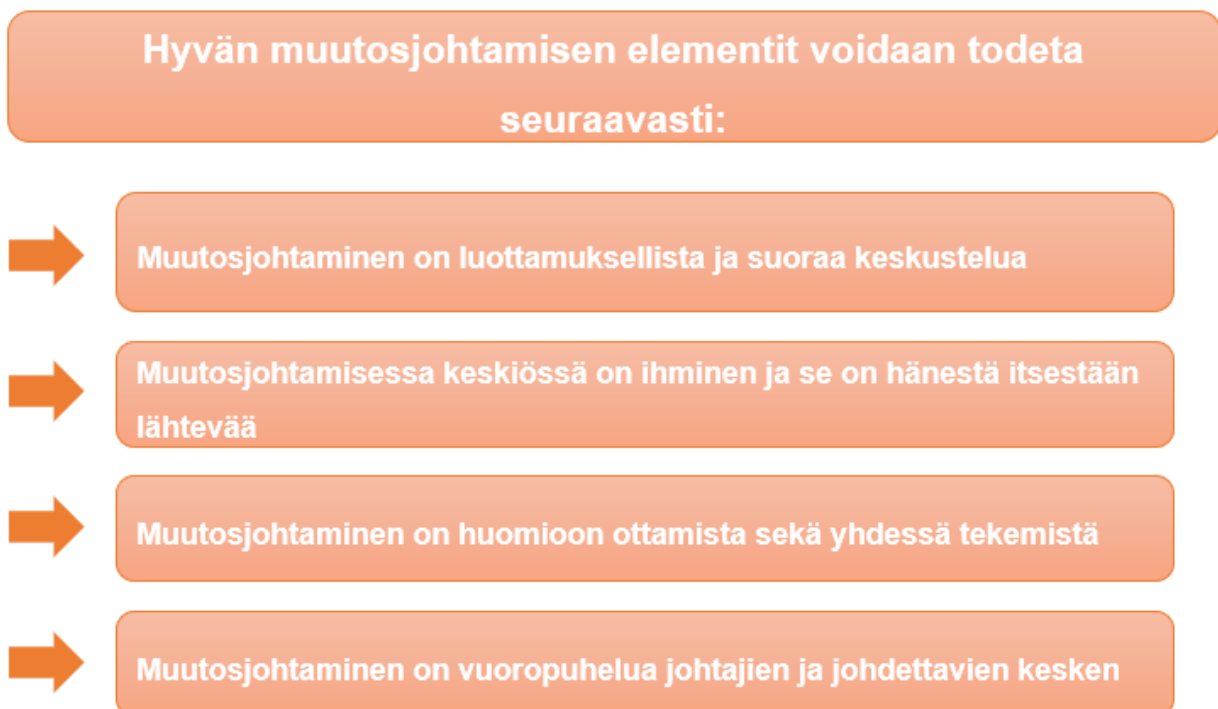 Hyvän muutosjohtamisen elementit voidaan todeta
seuraavasti:
Muutosjohtaminen on luottamuksellista ja suoraa keskustelua
Muutosjohtamisessa keskiössä on ihminen ja se on hänestä itsestään
lähtevää
Muutosjohtaminen on huomioon ottamista sekä yhdessä tekemistä
Muutosjohtaminen on vuoropuhelua johtajien ja johdettavien kesken